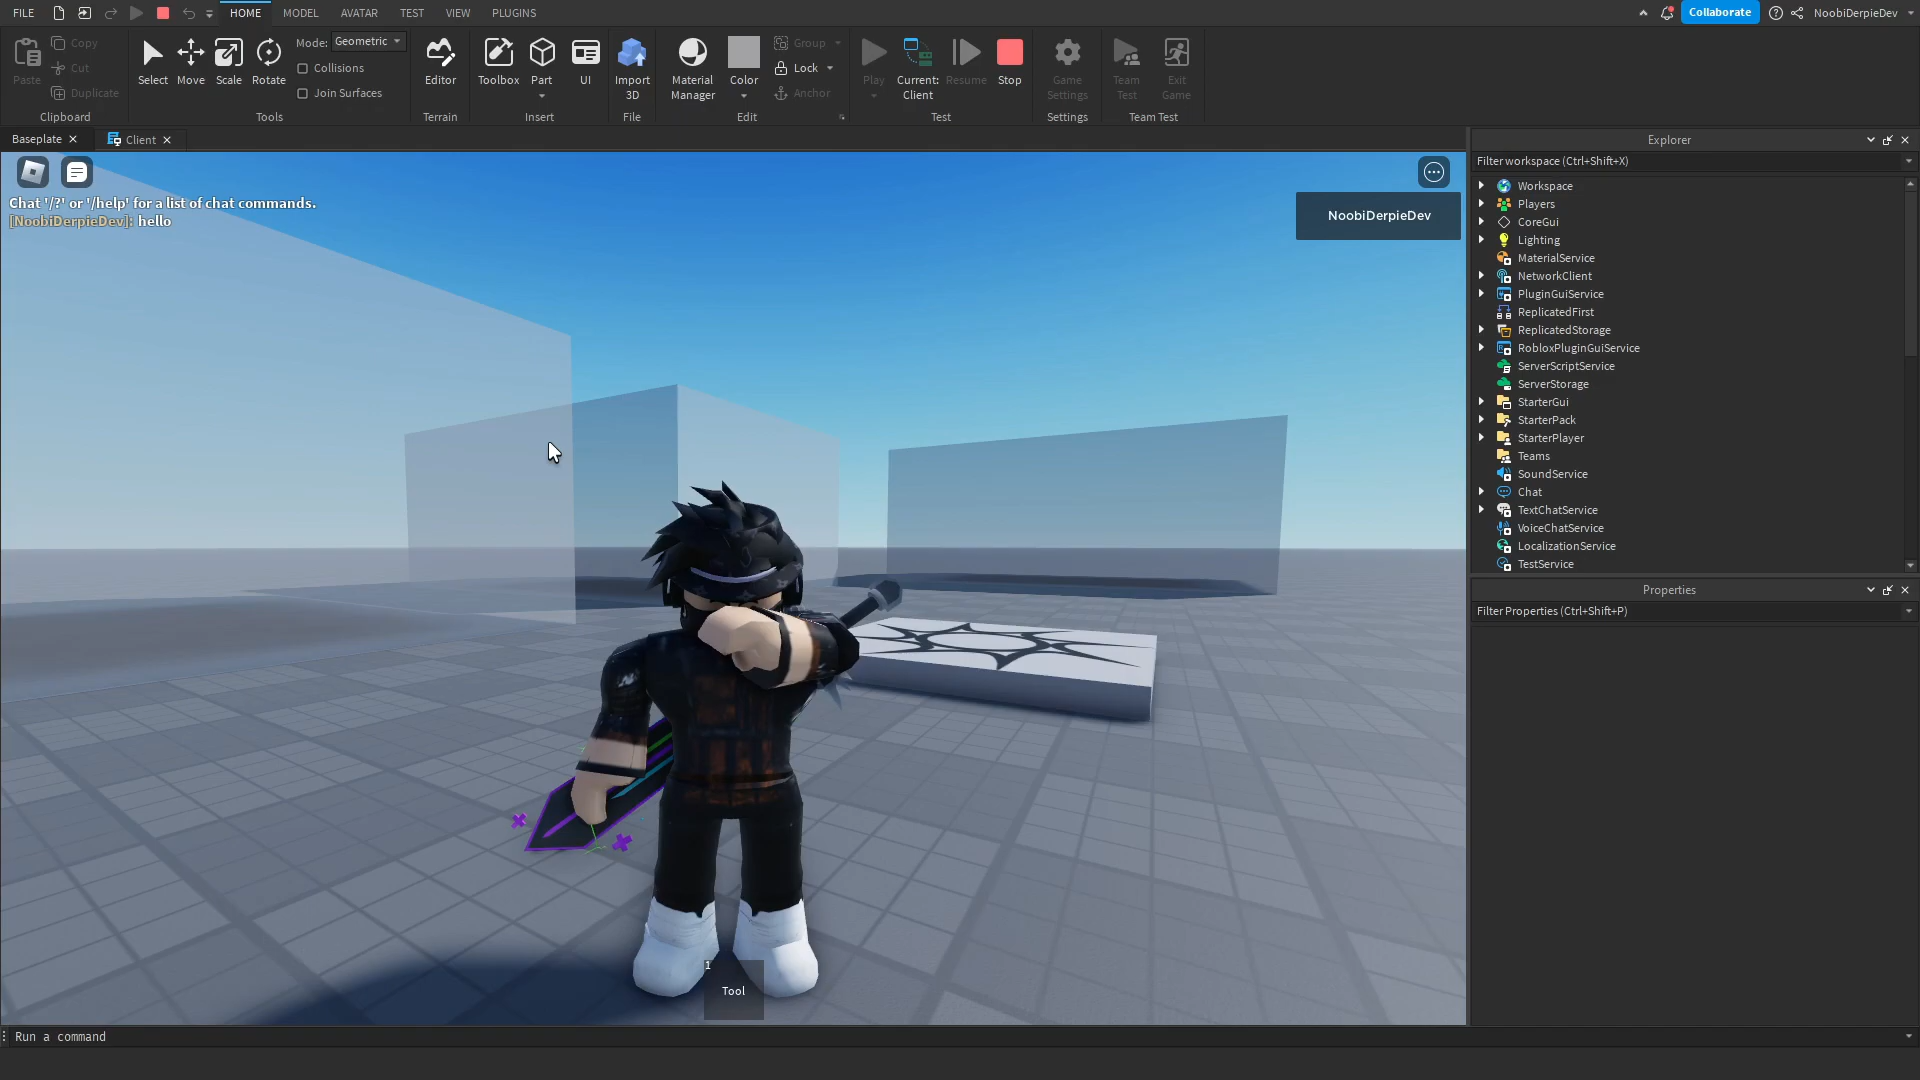 FILE
HOME
MODEL
AVATAR
TEST
VIEW
PLUGINS
Collaborate
NoobiDerpieDev
Paste
Copy
Cut
Duplicate
Clipboard
Select
Move
Scale
Rotate
Mode: Geometric
Collisions
Join Surfaces
Tools
Editor
Terrain
Toolbox
Part
UI
Insert
Import
3D
File
Material
Manager
Color
Group
Lock
Anchor
Edit
Play
Current:
Client
Resume
Stop
Test
Game
Settings
Settings
Team
Test
Exit
Game
Team Test
Baseplate
Client
Chat '/?' or '/help' for a list of chat commands.
[NoobiDerpieDev]: hello
NoobiDerpieDev
1
Tool
Explorer
Filter workspace (Ctrl+Shift+X)
Workspace
Players
CoreGui
Lighting
MaterialService
NetworkClient
PluginGuiService
ReplicatedFirst
ReplicatedStorage
RobloxPluginGuiService
ServerScriptService
ServerStorage
StarterGui
StarterPack
StarterPlayer
Teams
SoundService
Chat
TextChatService
VoiceChatService
LocalizationService
TestService
Properties
Filter Properties (Ctrl+Shift+P)
Run a command